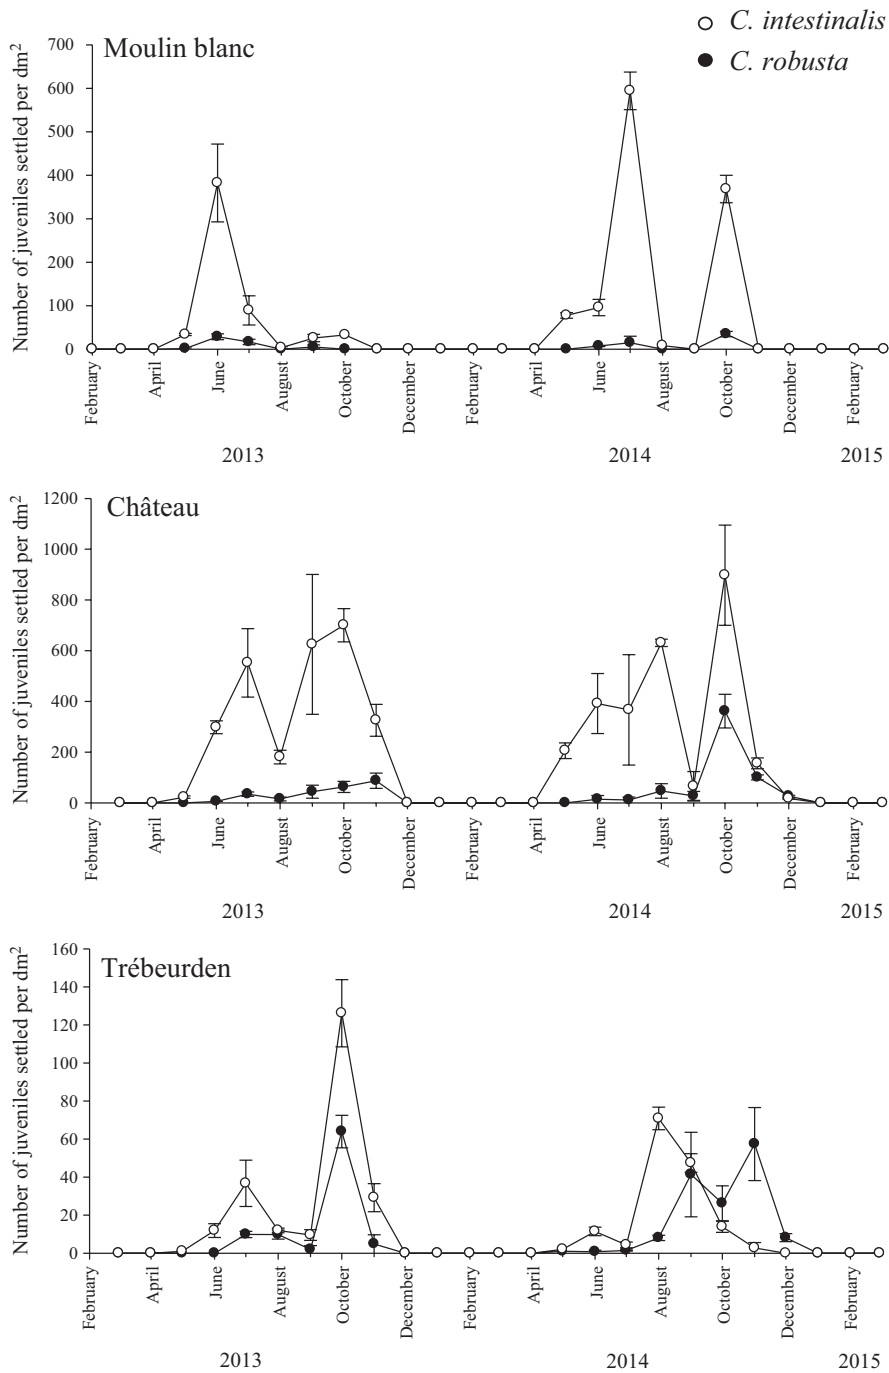 C. intestinalis
C. robusta
Moulin blanc
Number of juveniles settled per dm²
700
600
500
400
300
200
100
0
February
April
June
August
October
December
February
April
June
August
October
December
February
2013
2014
2015
Château
Number of juveniles settled per dm²
1200
1000
800
600
400
200
0
February
April
June
August
October
December
February
April
June
August
October
December
February
2013
2014
2015
Trébeurden
Number of juveniles settled per dm²
160
140
120
100
80
60
40
20
0
February
April
June
August
October
December
February
April
June
August
October
December
February
2013
2014
2015